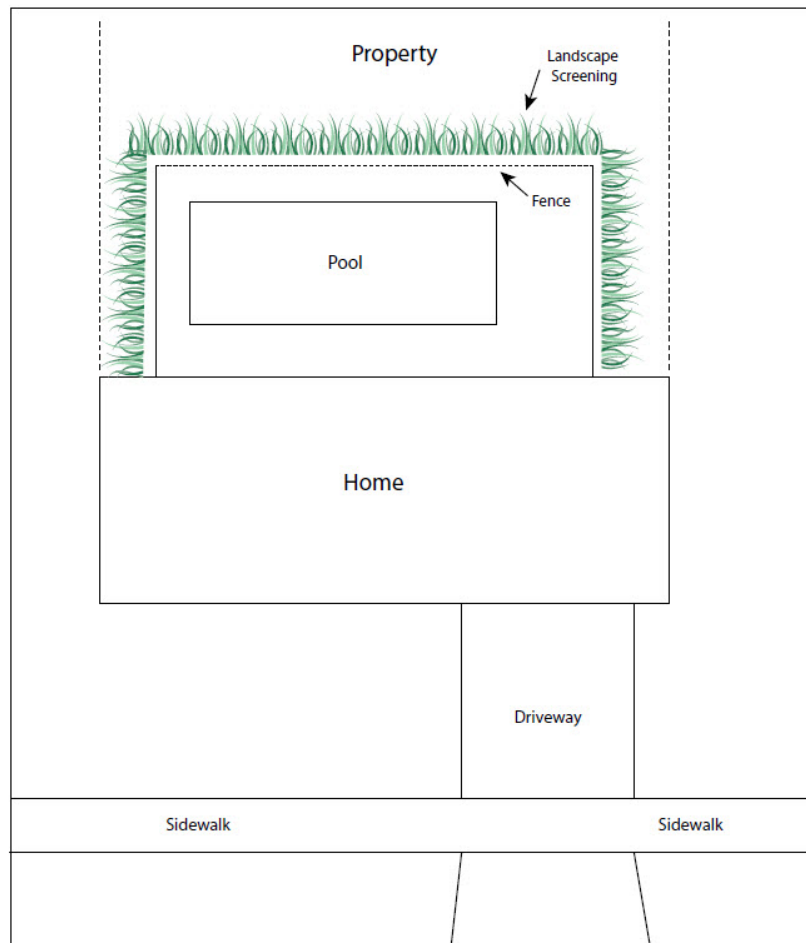 Property
Landscape
Screening
Fence
Pool
Home
Driveway
Sidewalk
Sidewalk